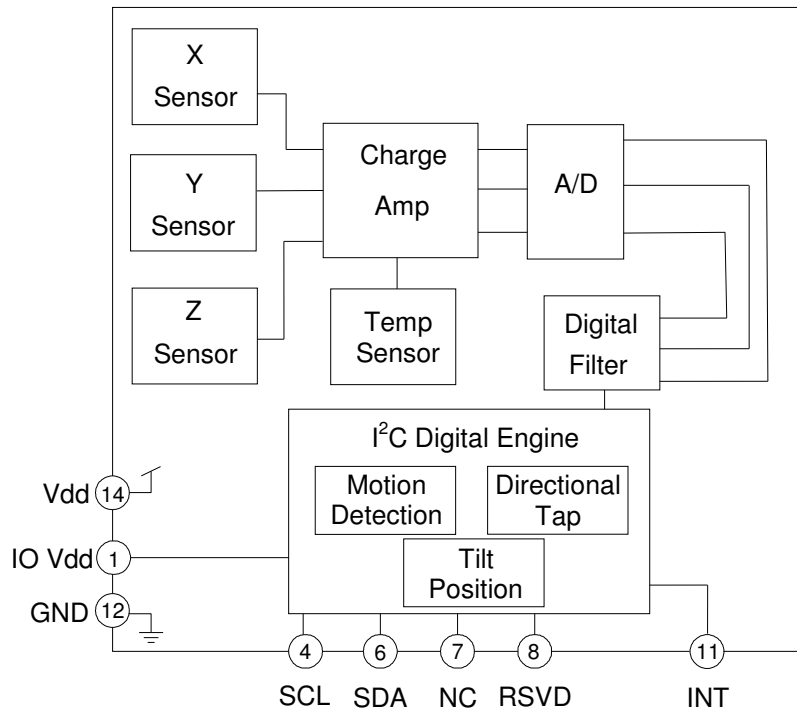 X
Sensor
Y
Sensor
Z
Sensor
Charge
Amp
A/D
Temp
Sensor
Digital
Filter
I²C Digital Engine
Motion
Detection
Directional
Tap
Tilt
Position
Vdd 14
IO Vdd 1
GND 12
4 6 7 8 11
SCL SDA NC RSVD INT